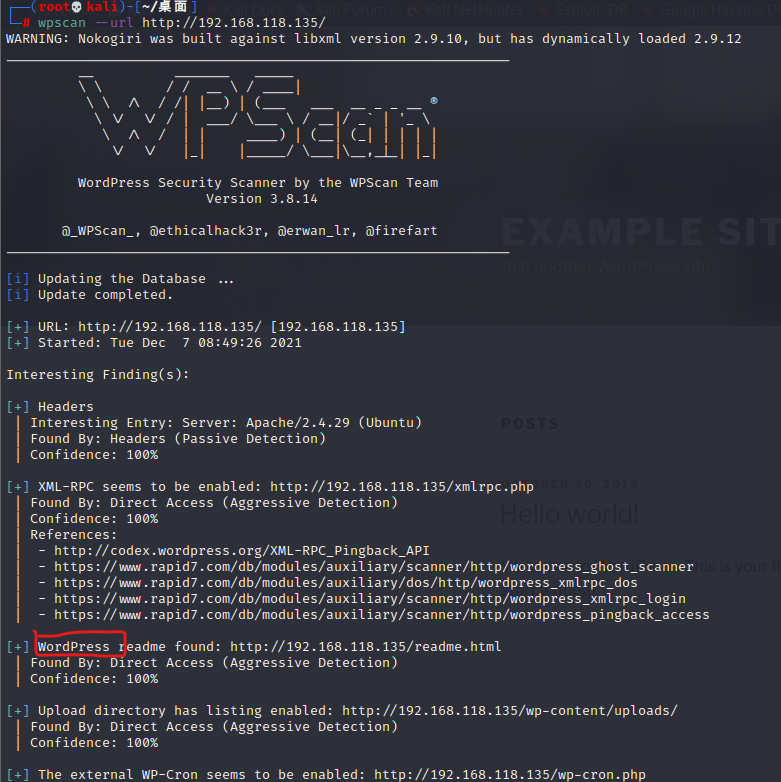 Kali Docs Kali Forums Kali NetHunter Exploit-DB Google Hacking D
┌──(root💀kali)-[~/桌面]
└─# wpscan --url http://192.168.118.135/
WARNING: Nokogiri was built against libxml version 2.9.10, but has dynamically loaded 2.9.12
WPScan ®
WordPress Security Scanner by the WPScan Team
Version 3.8.14
@_WPScan_, @ethicalhack3r, @erwan_lr, @firefart
EXAMPLE SIT
Just another WordPress site
[i] Updating the Database ...
[i] Update completed.
[+] URL: http://192.168.118.135/ [192.168.118.135]
[+] Started: Tue Dec  7 08:49:26 2021
Interesting Finding(s):
[+] Headers
| Interesting Entry: Server: Apache/2.4.29 (Ubuntu)
| Found By: Headers (Passive Detection)
| Confidence: 100%
POSTS
[+] XML-RPC seems to be enabled: http://192.168.118.135/xmlrpc.php
| Found By: Direct Access (Aggressive Detection)
| Confidence: 100%
| References:
|  - http://codex.wordpress.org/XML-RPC_Pingback_API
|  - https://www.rapid7.com/db/modules/auxiliary/scanner/http/wordpress_ghost_scanner
|  - https://www.rapid7.com/db/modules/auxiliary/dos/http/wordpress_xmlrpc_dos
|  - https://www.rapid7.com/db/modules/auxiliary/scanner/http/wordpress_xmlrpc_login
|  - https://www.rapid7.com/db/modules/auxiliary/scanner/http/wordpress_pingback_access
OCTOBER 30, 2018
Hello world!
his is your fi
[+] WordPress readme found: http://192.168.118.135/readme.html
| Found By: Direct Access (Aggressive Detection)
| Confidence: 100%
[+] Upload directory has listing enabled: http://192.168.118.135/wp-content/uploads/
| Found By: Direct Access (Aggressive Detection)
| Confidence: 100%
[+] The external WP-Cron seems to be enabled: http://192.168.118.135/wp-cron.php